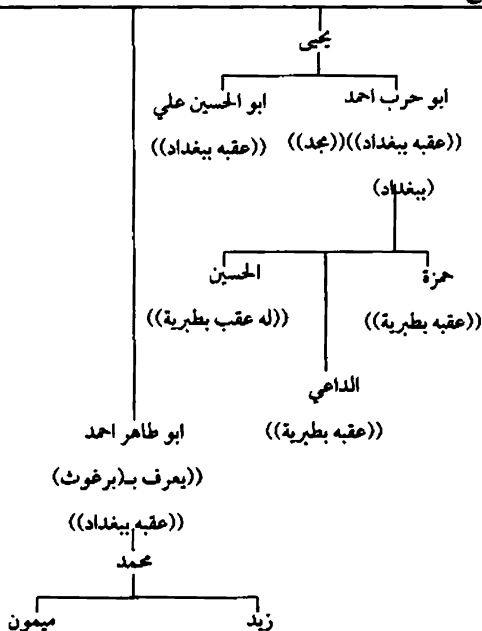 يحيى
ابو حرب احمد
ابو الحسين علي
((عقبه ببغداد))((مجد))
((عقبه ببغداد))
(ببغداد)
حمزة
الحسين
((عقبه بطبرية))
((له عقب بطبرية))
الداعي
((عقبه بطبرية))
ابو طاهر احمد
((يعرف بـ(برغوث)
((عقبه ببغداد))
محمد
زيد
ميمون